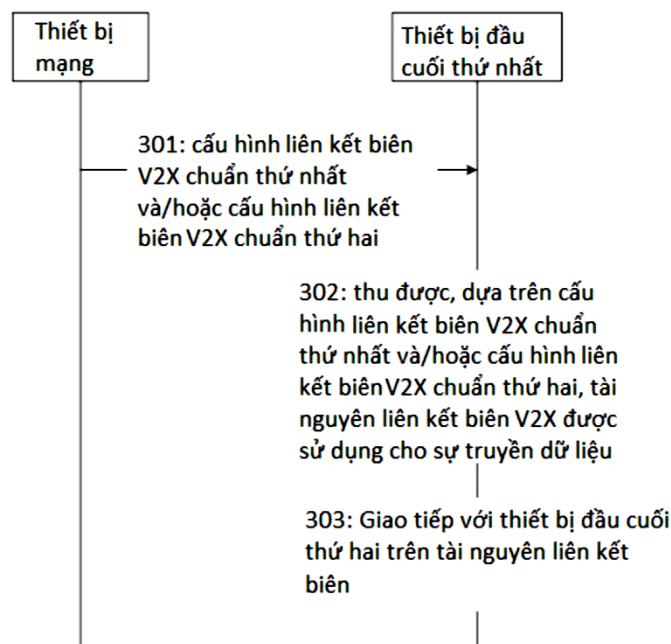 Thiết bị
mạng
Thiết bị đầu
cuối thứ nhất
301: cấu hình liên kết biên
V2X chuẩn thứ nhất
và/hoặc cấu hình liên kết
biên V2X chuẩn thứ hai
302: thu được, dựa trên cấu
hình liên kết biên V2X chuẩn
thứ nhất và/hoặc cấu hình liên
kết biên V2X chuẩn thứ hai, tài
nguyên liên kết biên V2X được
sử dụng cho sự truyền dữ liệu
303: Giao tiếp với thiết bị đầu cuối
thứ hai trên tài nguyên liên kết
biên